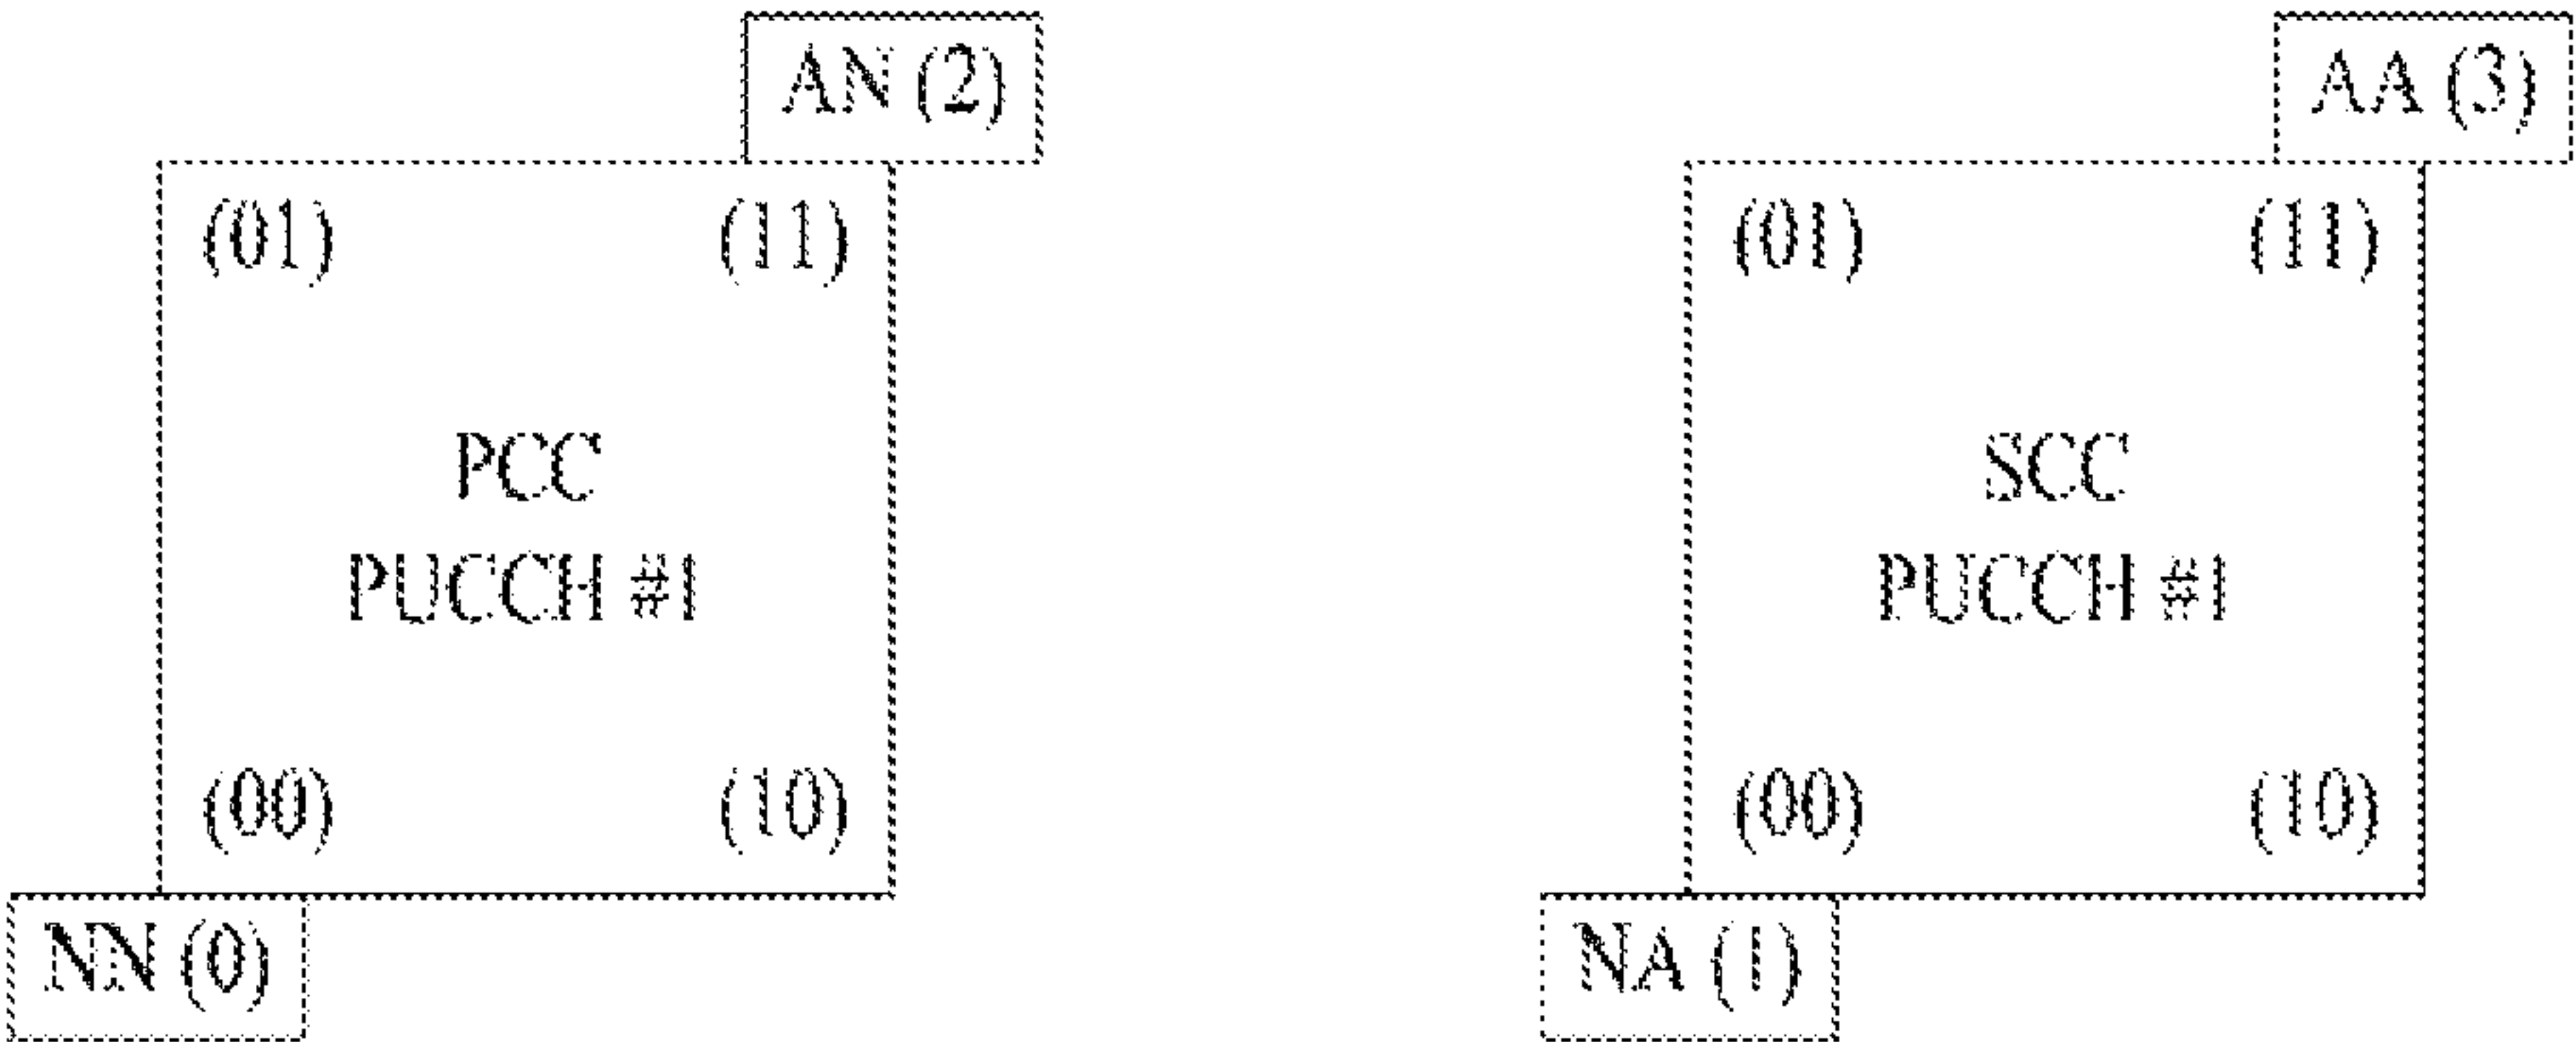 AN (2)
AA (3)
(01)
(11)
(01)
(11)
PCC
PUCCH #1
SCC
PUCCH #1
(00)
(10)
(00)
(10)
NN (0)
NA (1)